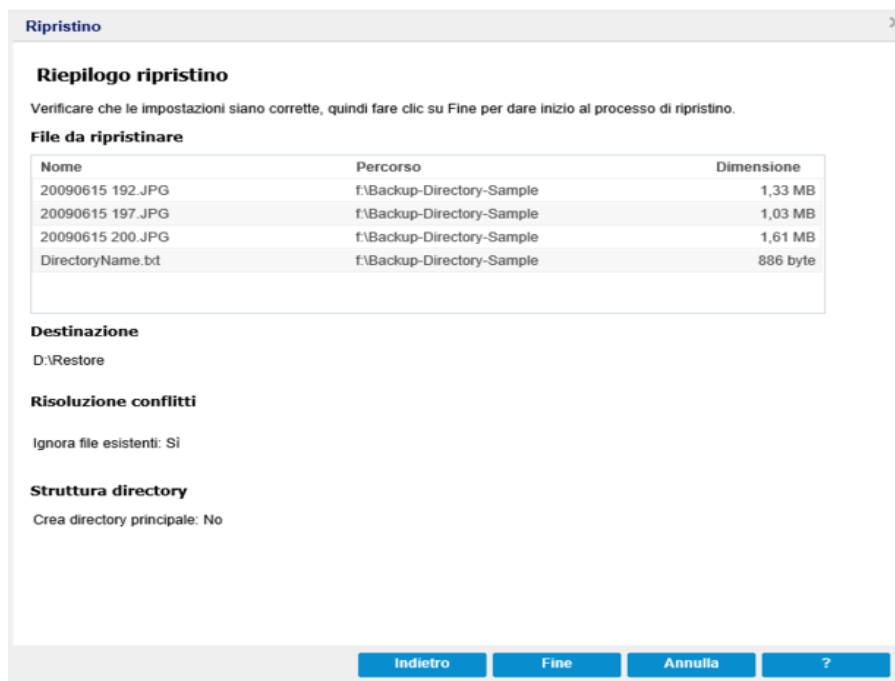 Ripristino
Riepilogo ripristino
Verificare che le impostazioni siano corrette, quindi fare clic su Fine per dare inizio al processo di ripristino.
File da ripristinare
Nome Percorso Dimensione
20090615 192.JPG f:\Backup-Directory-Sample 1,33 MB
20090615 197.JPG f:\Backup-Directory-Sample 1,03 MB
20090615 200.JPG f:\Backup-Directory-Sample 1,61 MB
DirectoryName.txt f:\Backup-Directory-Sample 886 byte
Destinazione
D:\Restore
Risoluzione conflitti
Ignora file esistenti: Sì
Struttura directory
Crea directory principale: No
Indietro Fine Annulla ?